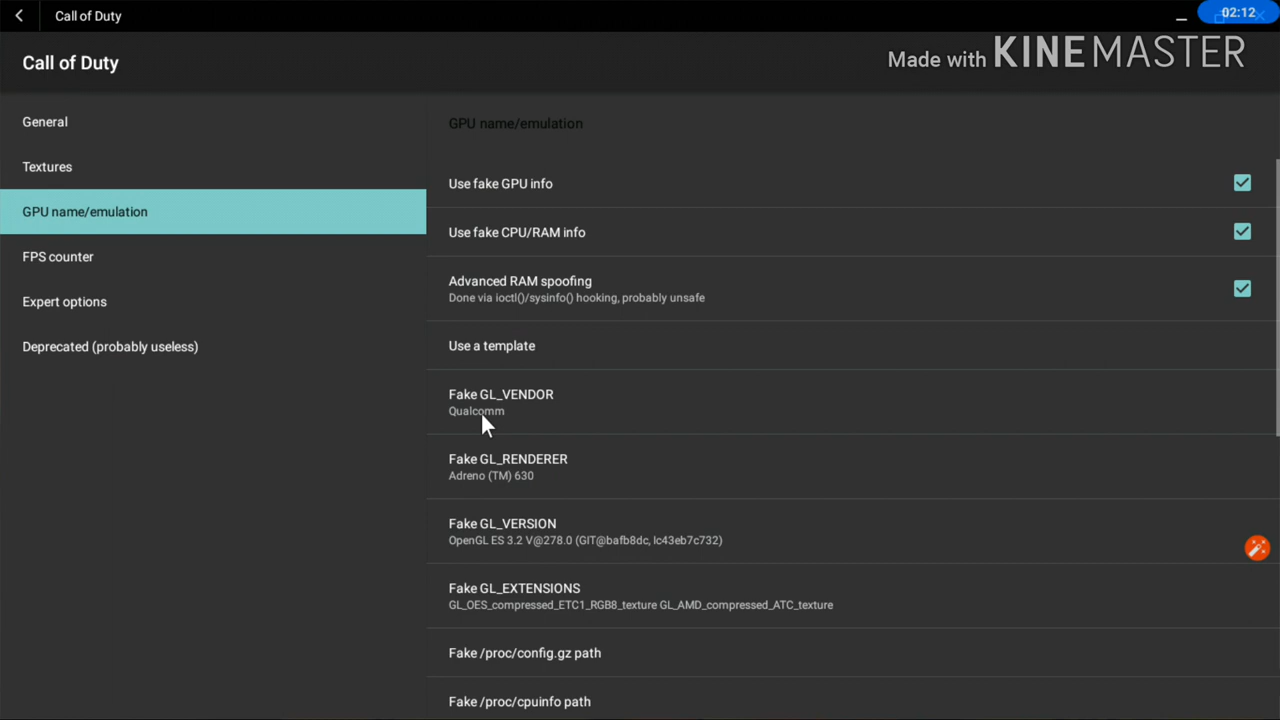 Call of Duty
02:12
Call of Duty
Made with KINEMASTER
General
Textures
GPU name/emulation
FPS counter
Expert options
Deprecated (probably useless)
GPU name/emulation
Use fake GPU info
Use fake CPU/RAM info
Advanced RAM spoofing
Done via ioctl()/sysinfo() hooking, probably unsafe
Use a template
Fake GL_VENDOR
Qualcomm
Fake GL_RENDERER
Adreno (TM) 630
Fake GL_VERSION
OpenGL ES 3.2 V@278.0 (GIT@bafb8dc, Ic43eb7c732)
Fake GL_EXTENSIONS
GL_OES_compressed_ETC1_RGB8_texture GL_AMD_compressed_ATC_texture
Fake /proc/config.gz path
Fake /proc/cpuinfo path